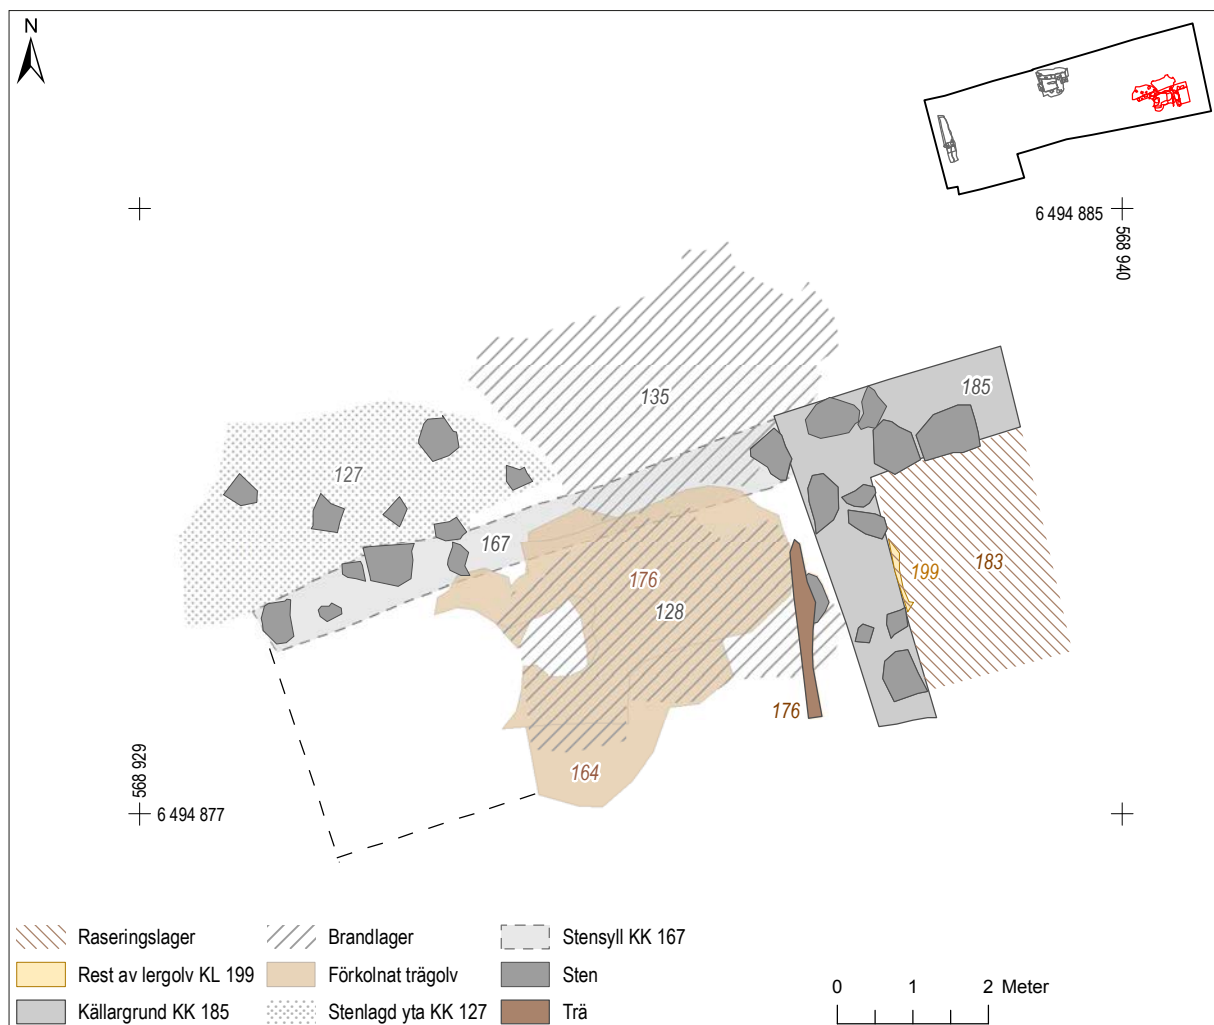 N
6 494 885
568 940
135
185
127
167
199
183
176
128
176
164
568 929
6 494 877
Raseringslager
Brandlager
Stensyll KK 167
Rest av lergolv KL 199
Förkolnat trägolv
Sten
Källargrund KK 185
Stenlagd yta KK 127
Trä
0 1 2 Meter